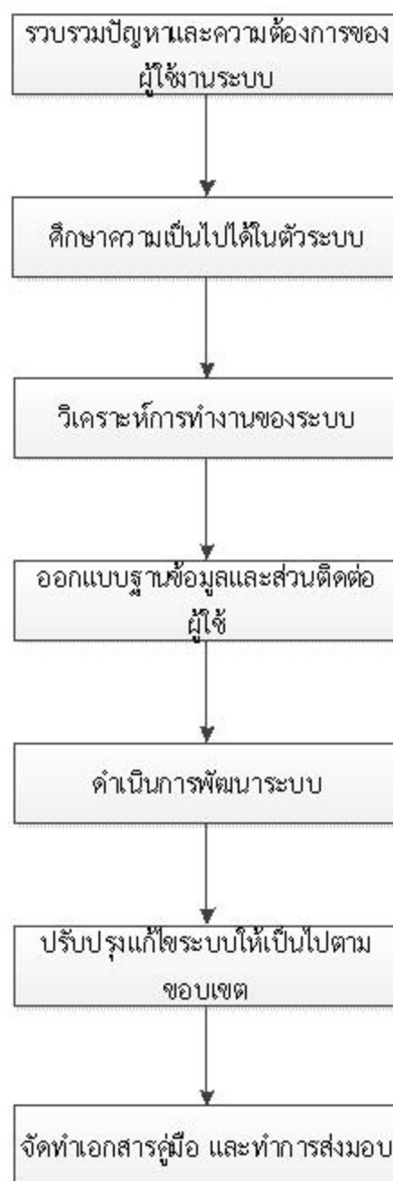 รวบรวมปัญหาและความต้องการของ
ผู้ใช้งานระบบ
ศึกษาความเป็นไปได้ในตัวระบบ
วิเคราะห์การทำงานของระบบ
ออกแบบฐานข้อมูลและส่วนติดต่อ
ผู้ใช้
ดำเนินการพัฒนาระบบ
ปรับปรุงแก้ไขระบบให้เป็นไปตาม
ขอบเขต
จัดทำเอกสารคู่มือ และทำการส่งมอบ